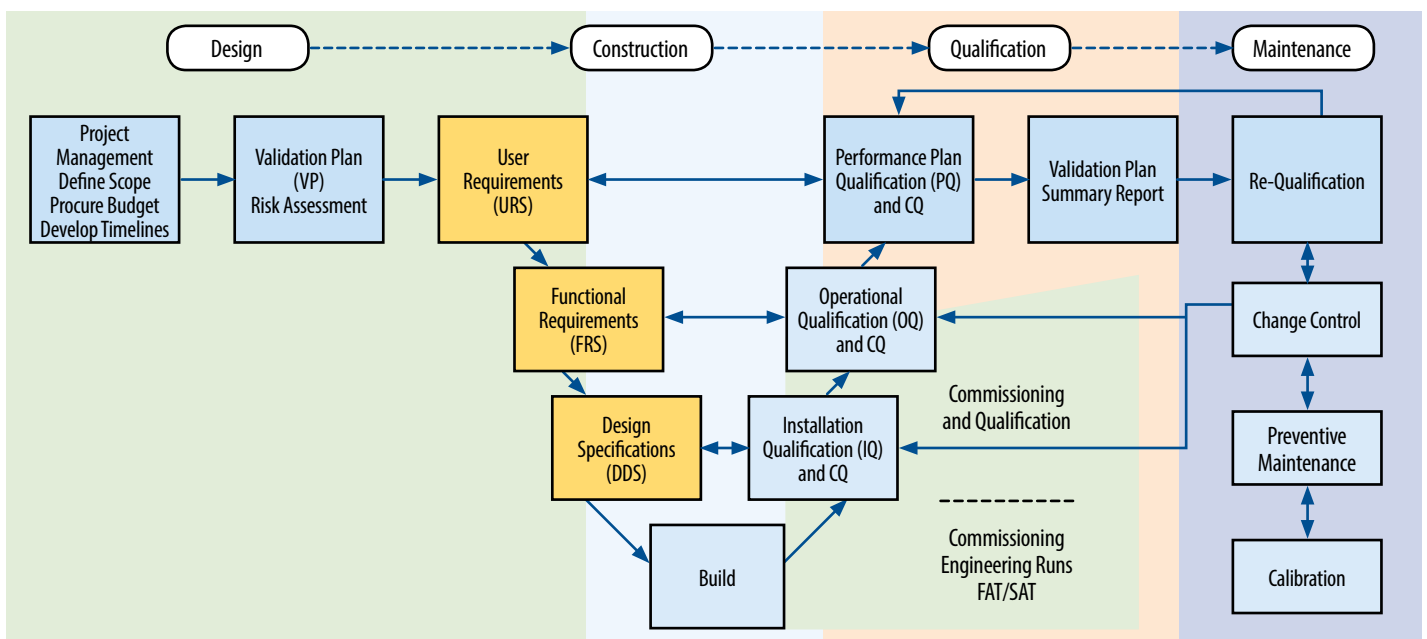 Design
Construction
Qualification
Maintenance
Project
Management
Define Scope
Procure Budget
Develop Timelines
Validation Plan
(VP)
Risk Assessment
User
Requirements
(URS)
Performance Plan
Qualification (PQ)
and CQ
Validation Plan
Summary Report
Re-Qualification
Functional
Requirements
(FRS)
Operational
Qualification (OQ)
and CQ
Change Control
Design
Specifications
(DDS)
Installation
Qualification (IQ)
and CQ
Commissioning
and Qualification
Preventive
Maintenance
Build
Commissioning
Engineering Runs
FAT/SAT
Calibration